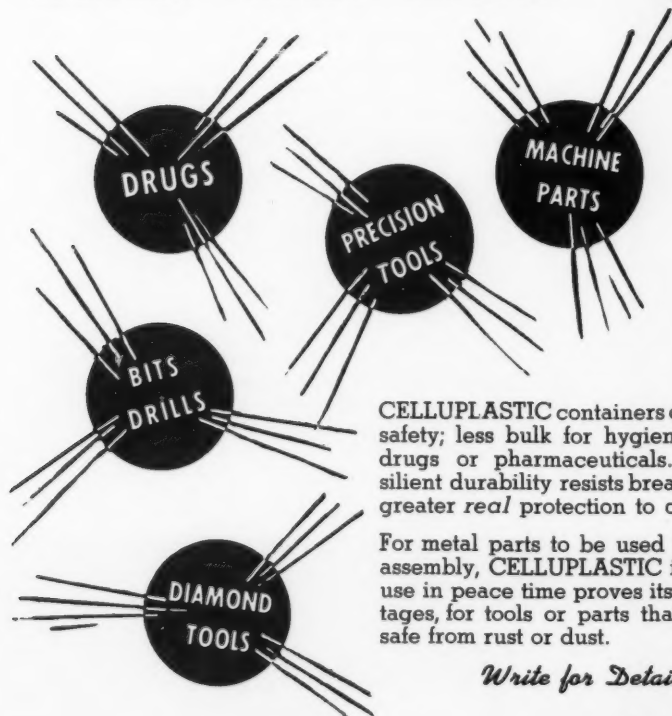 DRUGS
MACHINE
PARTS
PRECISION
TOOLS
BITS
DRILLS
DIAMOND
TOOLS
CELLUPLASTIC containers
safety; less bulk for hygien
drugs or pharmaceuticals.
silient durability resists brea
greater real protection to
For metal parts to be used
assembly, CELLUPLASTIC
use in peace time proves its
tages, for tools or parts tha
safe from rust or dust.
Write for Detai